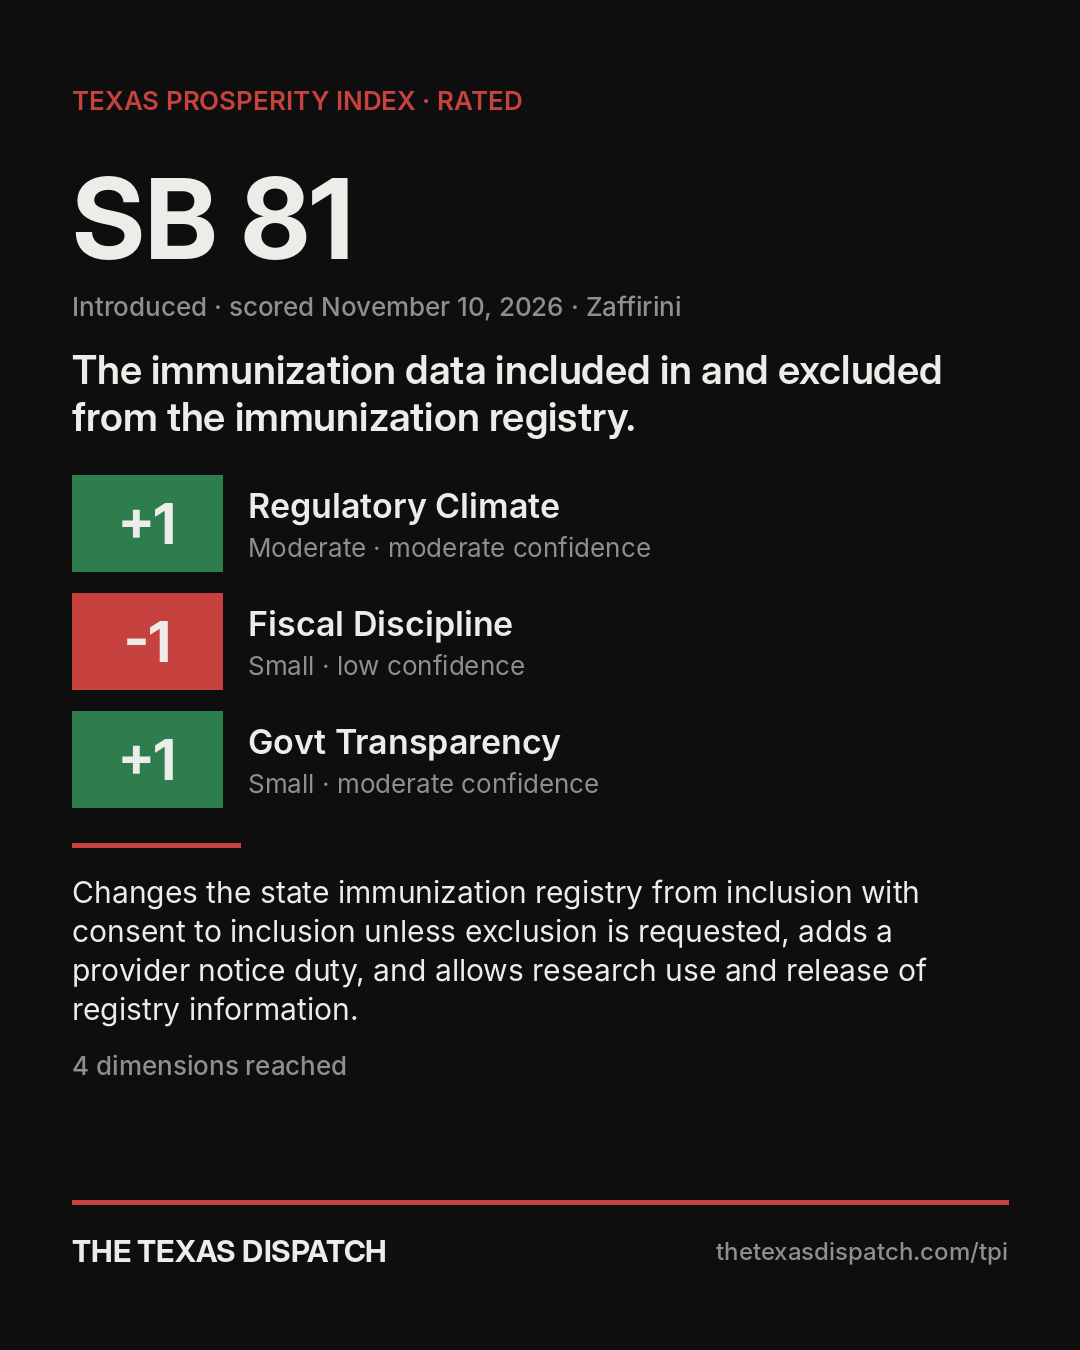 TEXAS PROSPERITY INDEX · RATED
SB 81
Introduced · scored November 10, 2026 · Zaffirini
The immunization data included in and excluded
from the immunization registry.
+1
Regulatory Climate
Moderate · moderate confidence
-1
Fiscal Discipline
Small · low confidence
+1
Govt Transparency
Small · moderate confidence
Changes the state immunization registry from inclusion with
consent to inclusion unless exclusion is requested, adds a
provider notice duty, and allows research use and release of
registry information.
4 dimensions reached
THE TEXAS DISPATCH
thetexasdispatch.com/tpi